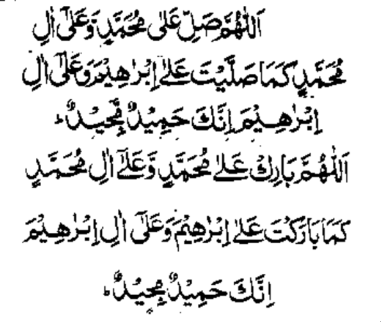 اَللّٰهُمَّ صَلِّ عَلٰى مُحَمَّدٍ وَّعَلٰىٓ اٰلِ
مُحَمَّدٍ كَمَا صَلَّيْتَ عَلٰٓى اِبْرٰهِيْمَ وَعَلٰىٓ اٰلِ
اِبْرٰهِيْمَ اِنَّكَ حَمِيْدٌ مَّجِيْدٌ ؕ
اَللّٰهُمَّ بَارِكْ عَلٰى مُحَمَّدٍ وَّعَلٰٓى اٰلِ مُحَمَّدٍ
كَمَا بَارَكْتَ عَلٰٓى اِبْرٰهِيْمَ وَعَلٰىٓ اٰلِ اِبْرٰهِيْمَ
اِنَّكَ حَمِيْدٌ مَّجِيْدٌ ؕ